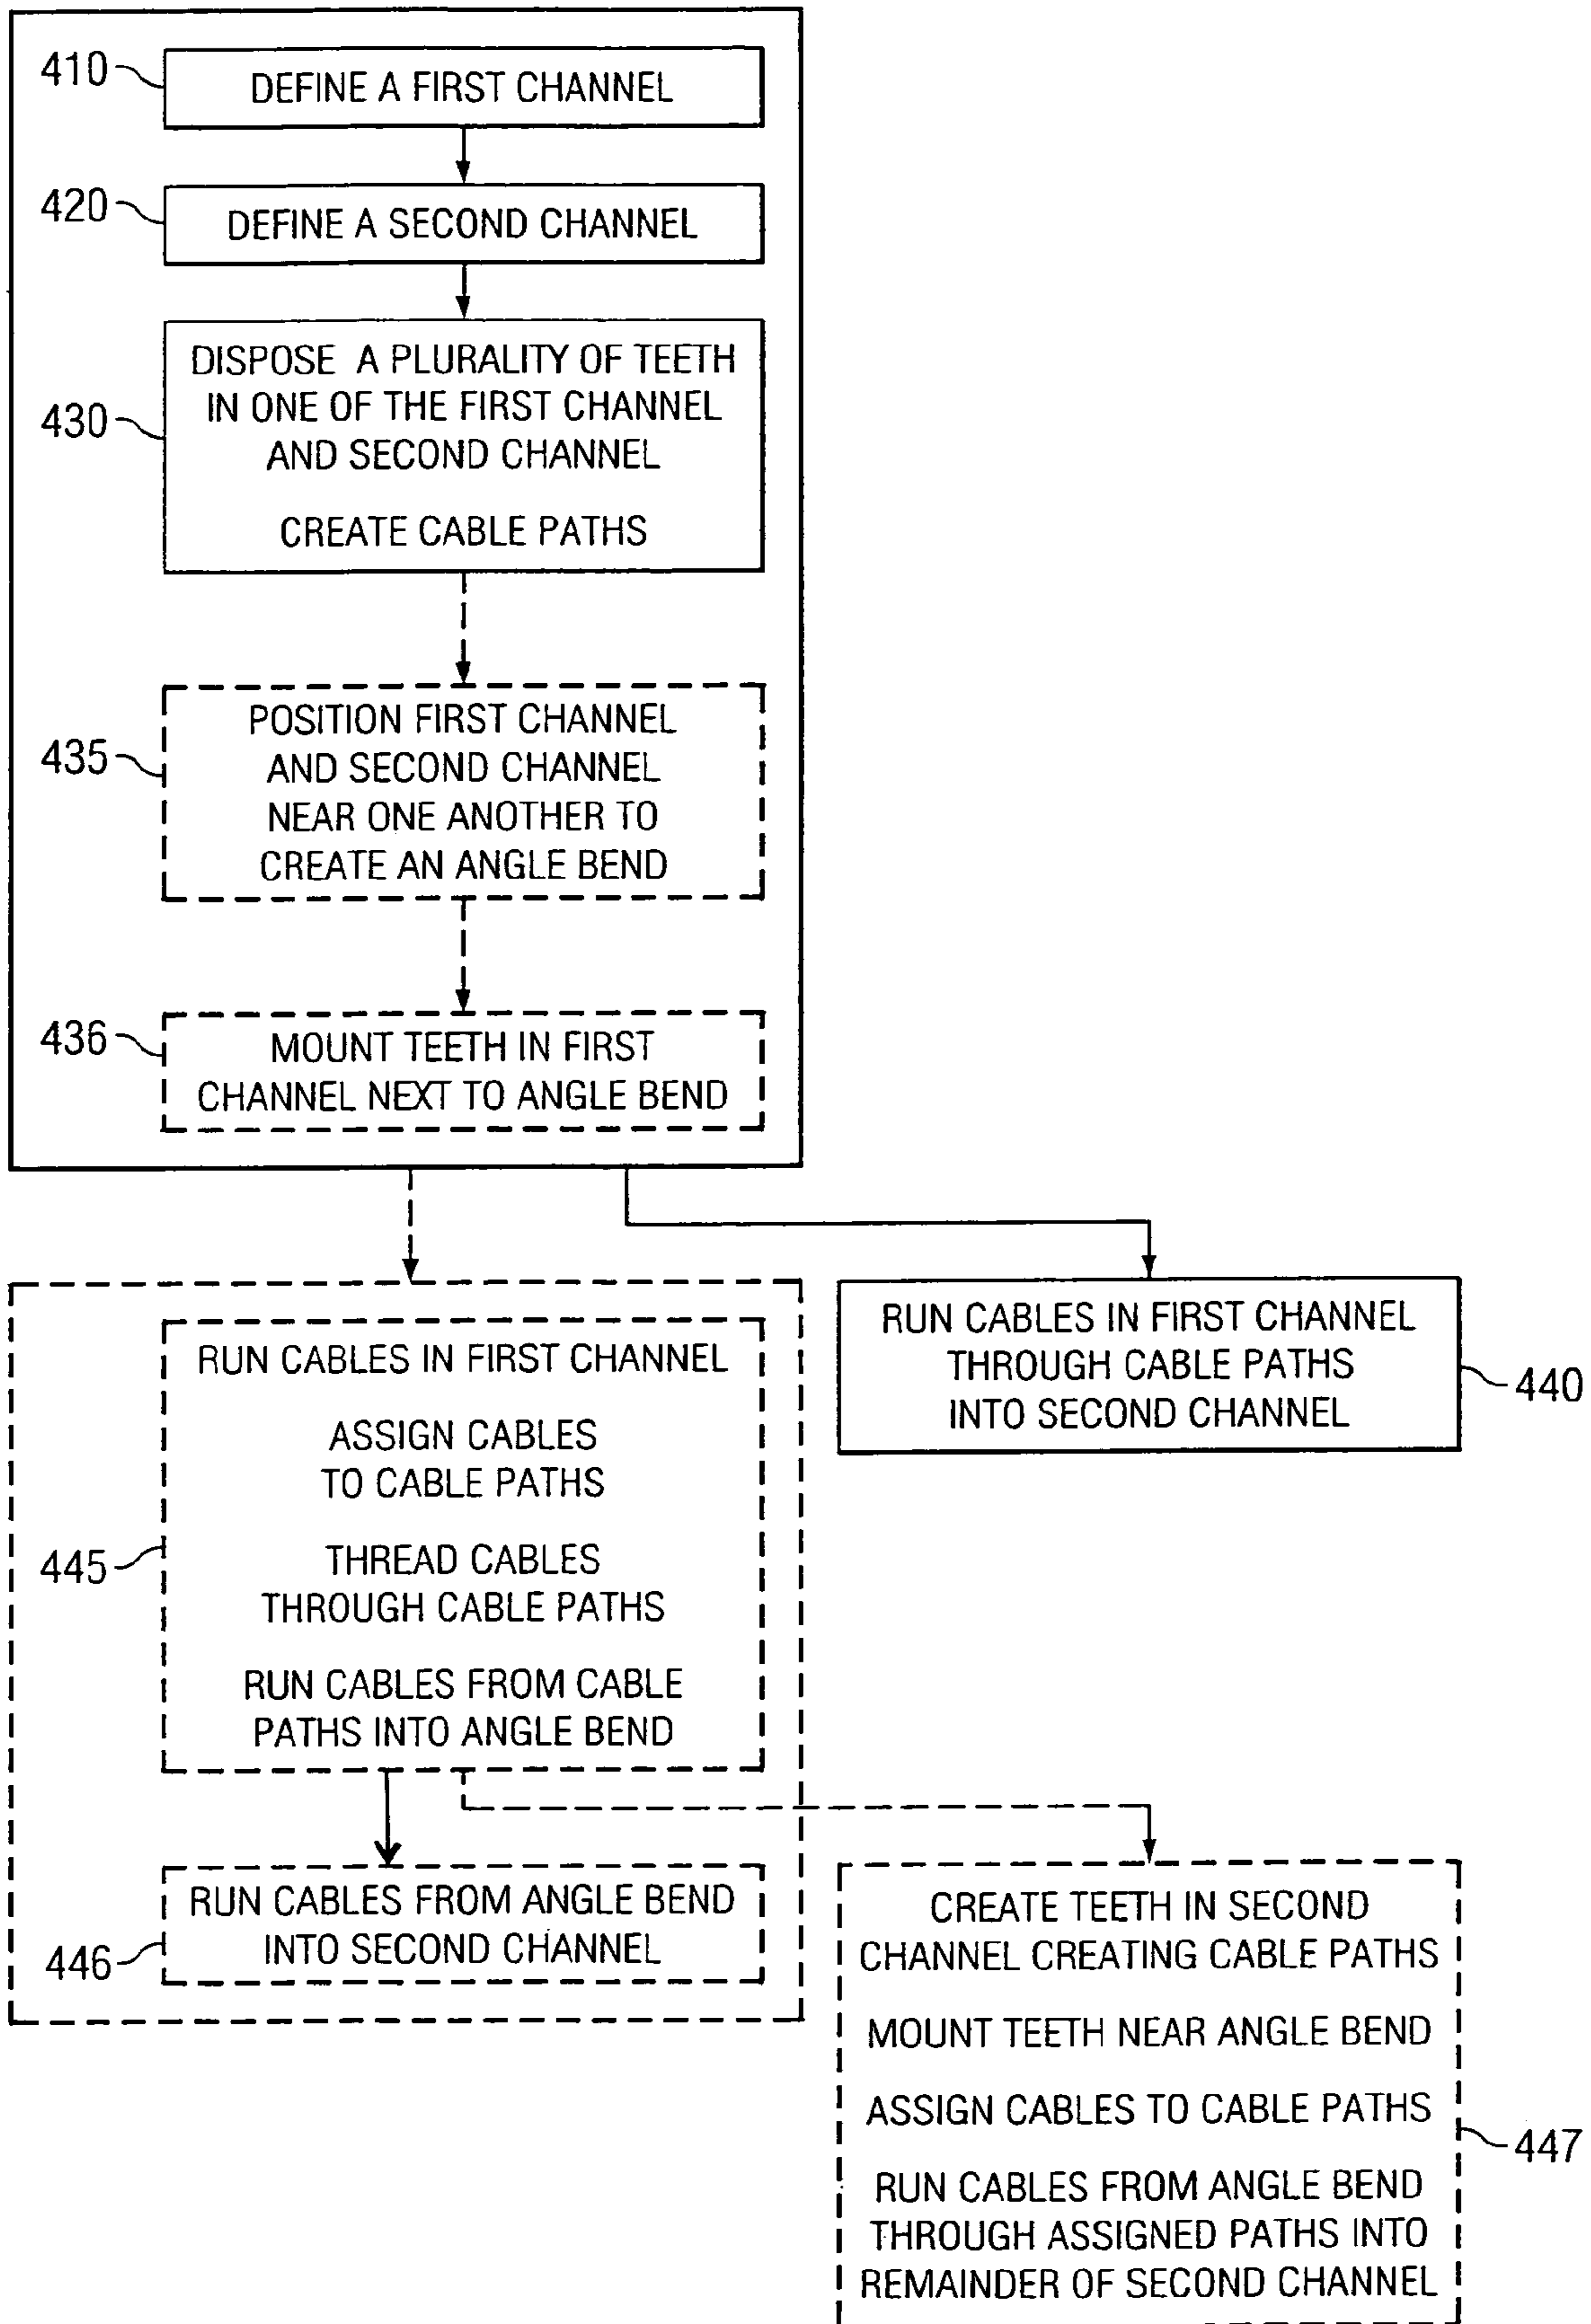 410
DEFINE A FIRST CHANNEL
420
DEFINE A SECOND CHANNEL
430
DISPOSE A PLURALITY OF TEETH
IN ONE OF THE FIRST CHANNEL
AND SECOND CHANNEL
CREATE CABLE PATHS
435
POSITION FIRST CHANNEL
AND SECOND CHANNEL
NEAR ONE ANOTHER TO
CREATE AN ANGLE BEND
436
MOUNT TEETH IN FIRST
CHANNEL NEXT TO ANGLE BEND
RUN CABLES IN FIRST CHANNEL
THROUGH CABLE PATHS
INTO SECOND CHANNEL
440
445
RUN CABLES IN FIRST CHANNEL
ASSIGN CABLES
TO CABLE PATHS
THREAD CABLES
THROUGH CABLE PATHS
RUN CABLES FROM CABLE
PATHS INTO ANGLE BEND
446
RUN CABLES FROM ANGLE BEND
INTO SECOND CHANNEL
CREATE TEETH IN SECOND
CHANNEL CREATING CABLE PATHS
MOUNT TEETH NEAR ANGLE BEND
ASSIGN CABLES TO CABLE PATHS
447
RUN CABLES FROM ANGLE BEND
THROUGH ASSIGNED PATHS INTO
REMAINDER OF SECOND CHANNEL